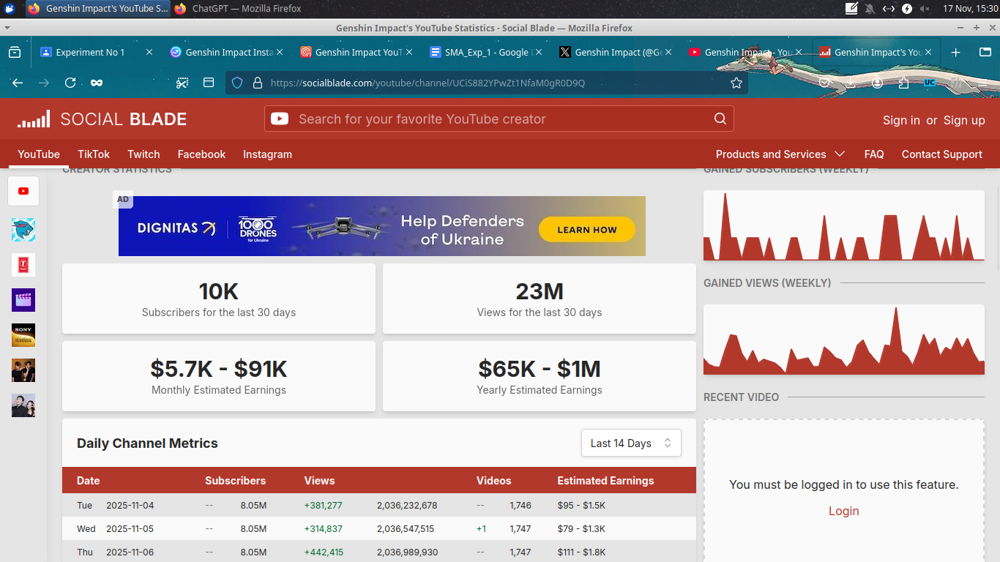 Genshin Impact's YouTube S...
ChatGPT — Mozilla Firefox
17 Nov, 15:30
Genshin Impact's YouTube Statistics - Social Blade — Mozilla Firefox
Experiment No 1
Genshin Impact Insta
Genshin Impact YouT
SMA_Exp_1 - Google
Genshin Impact (@Ge
Genshin Impact - You
Genshin Impact's You
https://socialblade.com/youtube/channel/UCiS882YPwZt1NfaM0gR0D9Q
UC
SOCIAL BLADE
Search for your favorite YouTube creator
Sign in or Sign up
YouTube
TikTok
Twitch
Facebook
Instagram
Products and Services
FAQ
Contact Support
CREATOR STATISTICS
GAINED SUBSCRIBERS (WEEKLY)
AD
DIGNITAS
1000 DRONES for Ukraine
Help Defenders
of Ukraine
LEARN HOW
10K
Subscribers for the last 30 days
23M
Views for the last 30 days
GAINED VIEWS (WEEKLY)
SONY
$5.7K - $91K
Monthly Estimated Earnings
$65K - $1M
Yearly Estimated Earnings
RECENT VIDEO
Daily Channel Metrics
Last 14 Days
Date Subscribers Views Videos Estimated Earnings
Tue 2025-11-04 -- 8.05M +381,277 2,036,232,678 -- 1,746 $95 - $1.5K
Wed 2025-11-05 -- 8.05M +314,837 2,036,547,515 +1 1,747 $79 - $1.3K
Thu 2025-11-06 -- 8.05M +442,415 2,036,989,930 -- 1,747 $111 - $1.8K
You must be logged in to use this feature.
Login